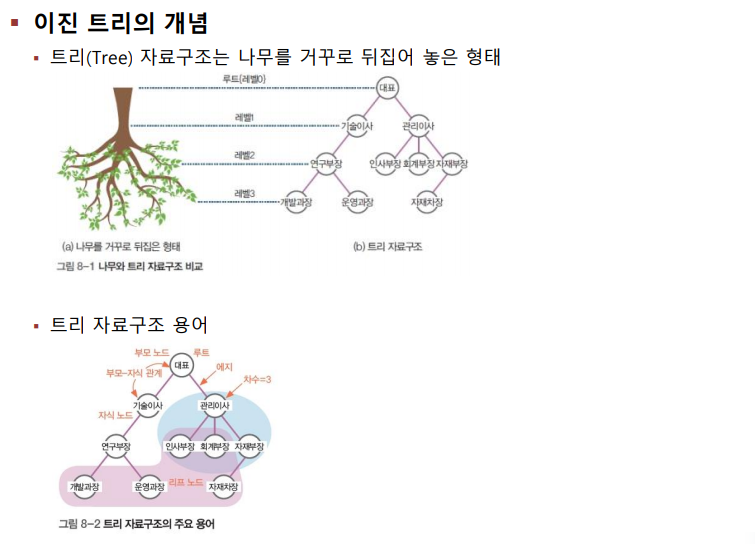 이진 트리의 개념
트리(Tree) 자료구조는 나무를 거꾸로 뒤집어 놓은 형태
루트(레벨0)
대표
레벨1
기술이사
관리이사
레벨2
연구부장
인사부장
회계부장
자재부장
레벨3
개발과장
운영과장
자재차장
(a) 나무를 거꾸로 뒤집은 형태
(b) 트리 자료구조
그림 8-1 나무와 트리 자료구조 비교
트리 자료구조 용어
부모 노드
루트
대표
에지
부모-자식 관계
차수=3
기술이사
관리이사
자식 노드
연구부장
인사부장
회계부장
자재부장
개발과장
운영과장
리프 노드
자재차장
그림 8-2 트리 자료구조의 주요 용어